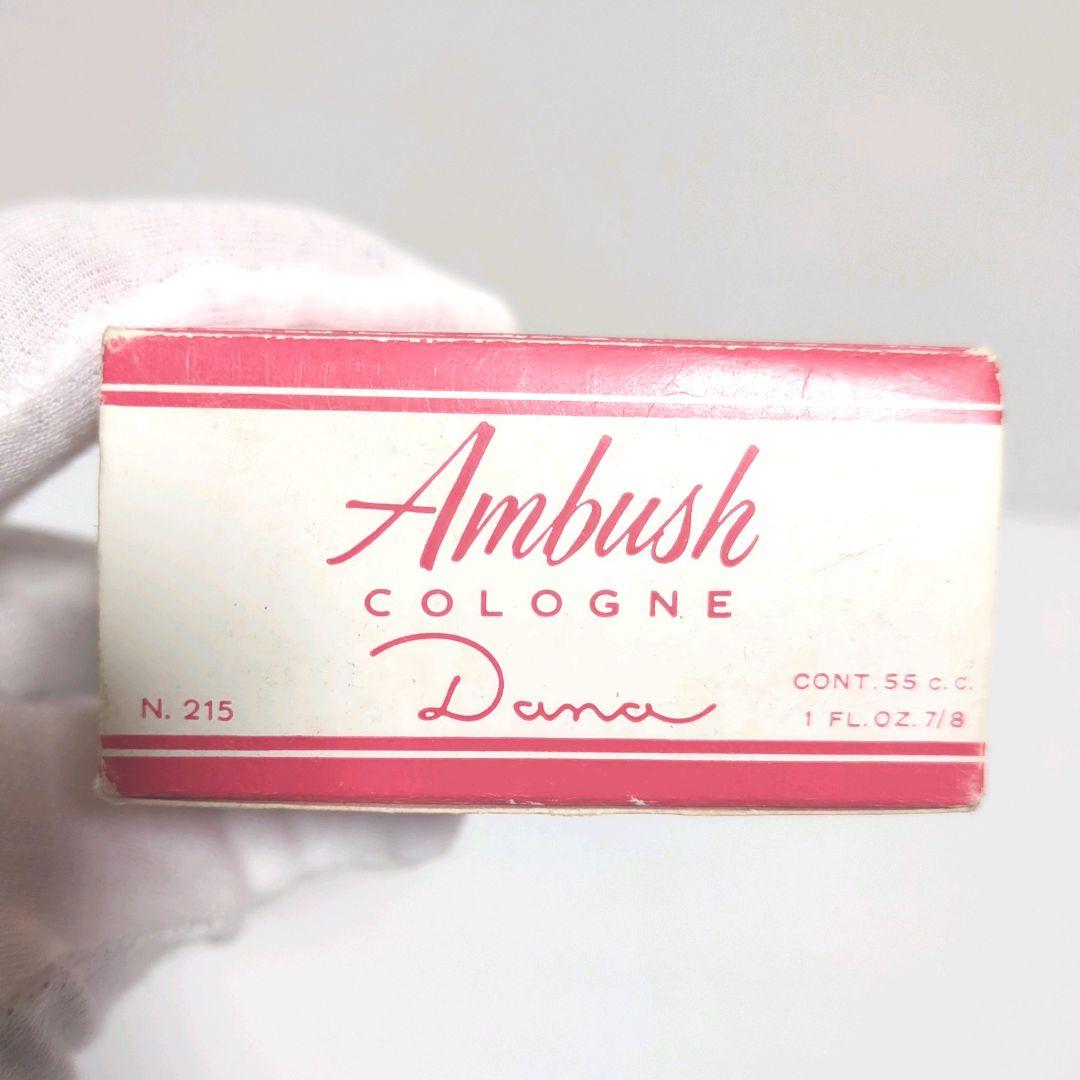 Ambush
COLOGNE
Dana
N. 215
CONT. 55 c. c.
1 FL. OZ. 7/8